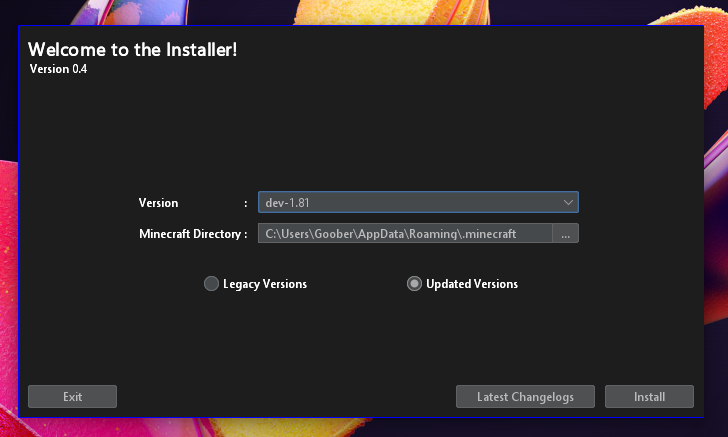 Welcome to the Installer!
Version 0.4
Version : dev-1.81
Minecraft Directory : C:\Users\Goober\AppData\Roaming\.minecraft ...
Legacy Versions Updated Versions
Exit Latest Changelogs Install